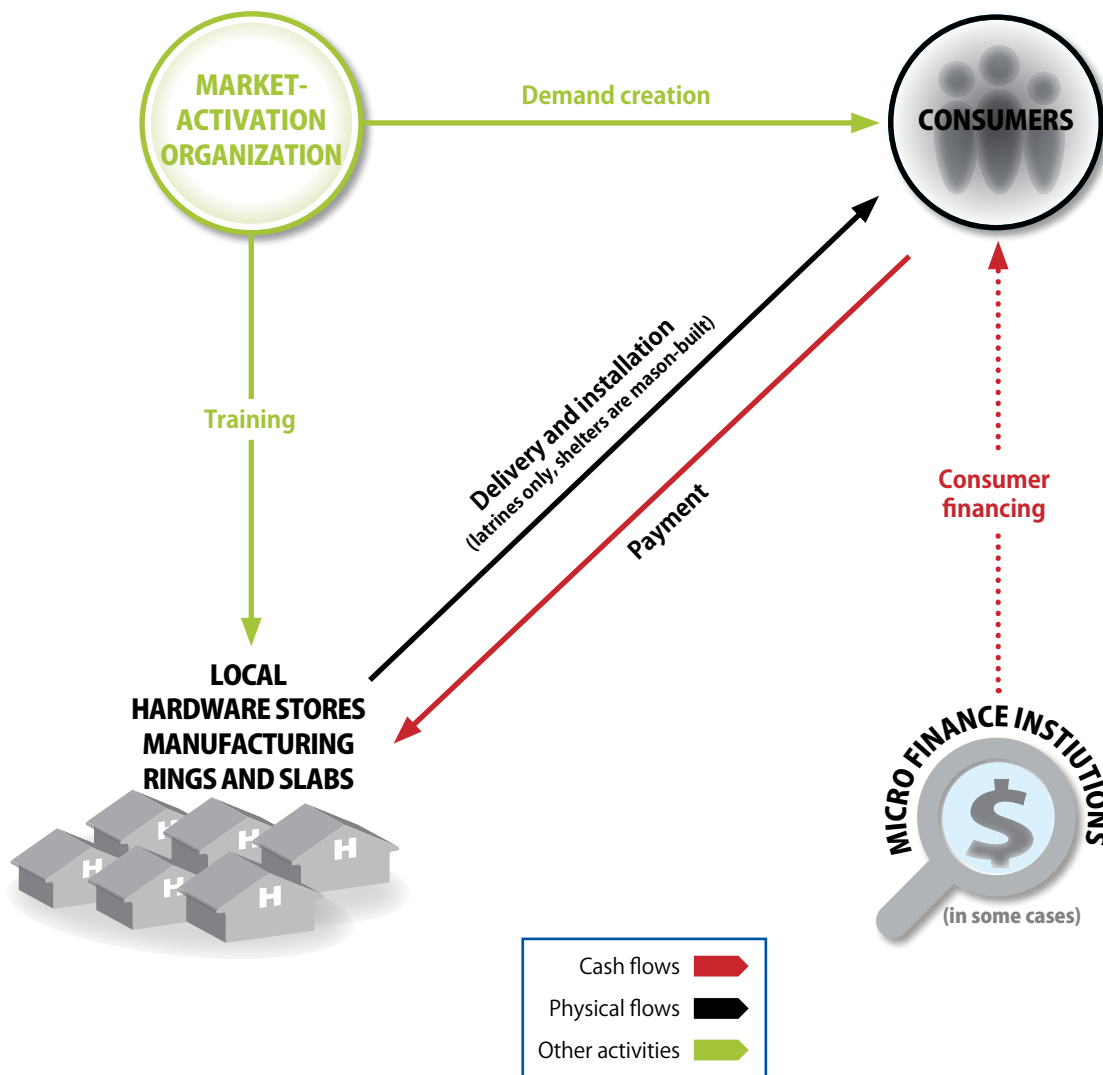 MARKET-
ACTIVATION
ORGANIZATION
Demand creation
CONSUMERS
Training
Delivery and installation
(latrines only, shelters are mason-built)
Payment
Consumer
financing
LOCAL
HARDWARE STORES
MANUFACTURING
RINGS AND SLABS
H
H
H
H
H
H
MICRO FINANCE INSTIUTIONS
$
(in some cases)
Cash flows
Physical flows
Other activities